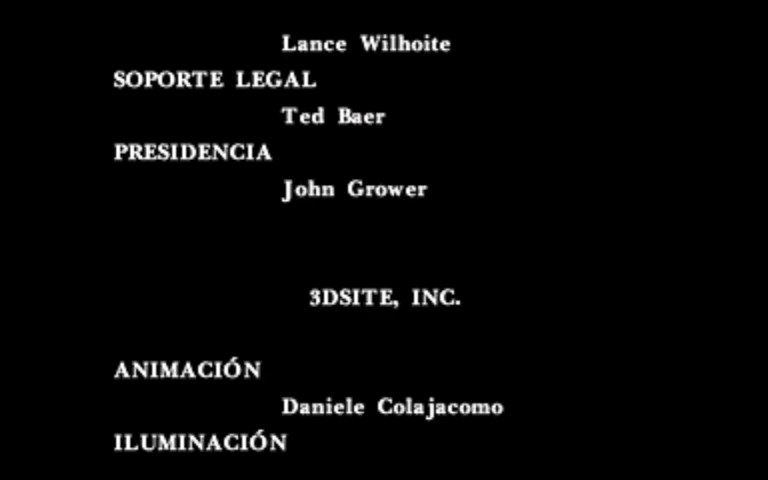 Lance Wilhoite
SOPORTE LEGAL
Ted Baer
PRESIDENCIA
John Grower
3DSITE, INC.
ANIMACIÓN
Daniele Colajacomo
ILUMINACIÓN